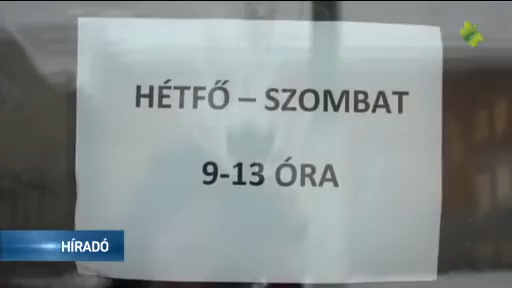 HÉTFŐ – SZOMBAT
9-13 ÓRA
HÍRADÓ